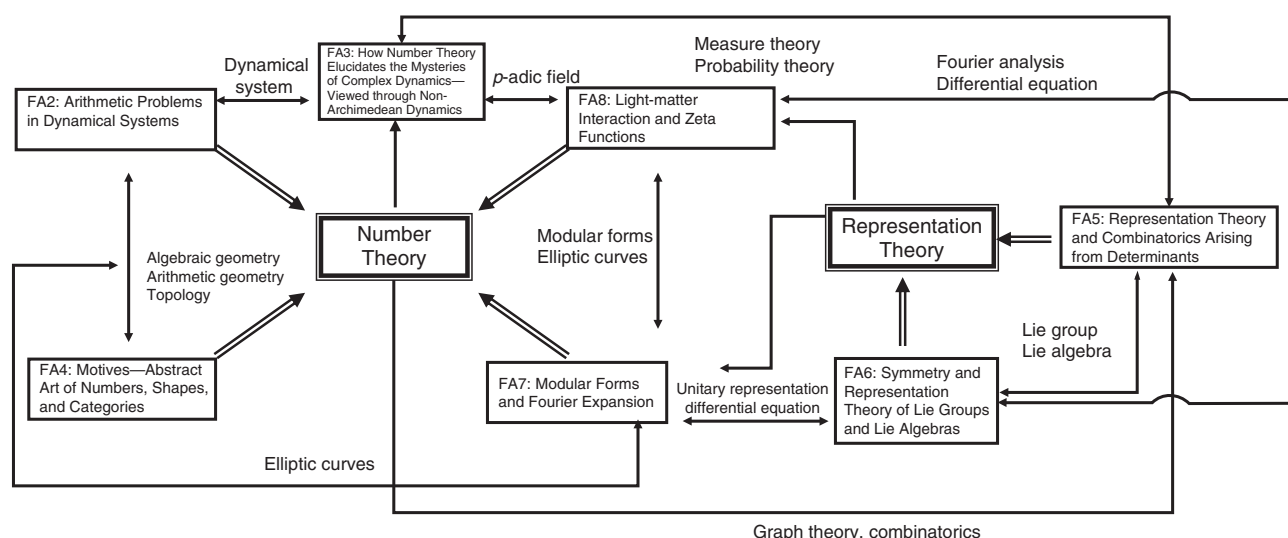 FA3: How Number Theory
Elucidates the Mysteries
of Complex Dynamics—
Viewed through Non-
Archimedean Dynamics
Measure theory
Probability theory
Fourier analysis
Differential equation
Dynamical
system
p-adic field
FA2: Arithmetic Problems
in Dynamical Systems
FA8: Light-matter
Interaction and Zeta
Functions
Number
Theory
Modular forms
Elliptic curves
Representation
Theory
FA5: Representation Theory
and Combinatorics Arising
from Determinants
Algebraic geometry
Arithmetic geometry
Topology
Lie group
Lie algebra
FA4: Motives—Abstract
Art of Numbers, Shapes,
and Categories
FA7: Modular Forms
and Fourier Expansion
Unitary representation
differential equation
FA6: Symmetry and
Representation
Theory of Lie Groups
and Lie Algebras
Elliptic curves
Graph theory, combinatorics